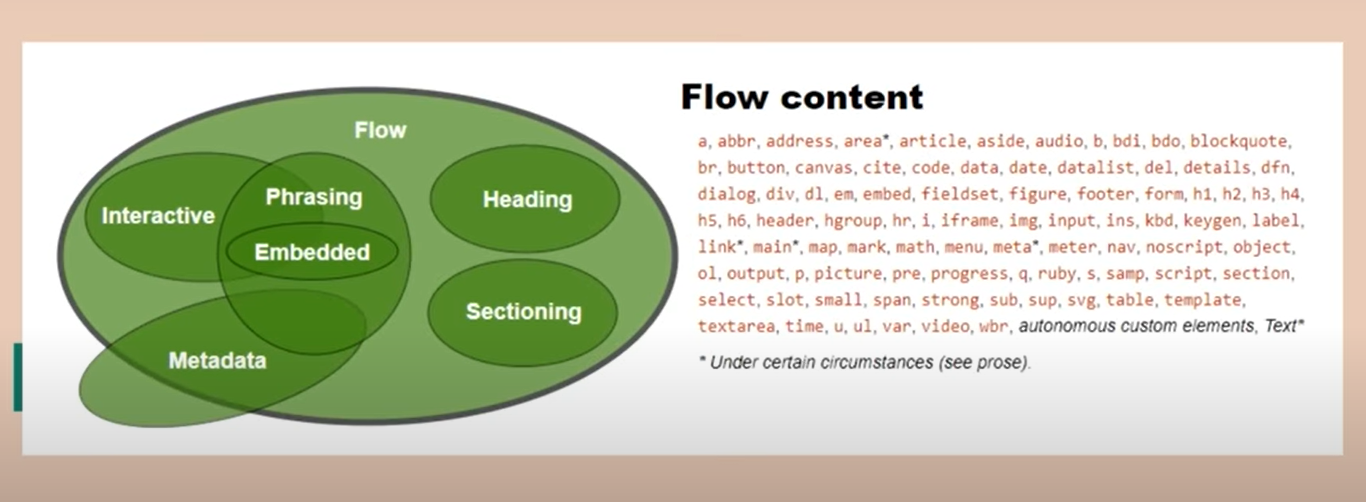 Flow
Phrasing
Interactive
Embedded
Heading
Sectioning
Metadata
Flow content
a, abbr, address, area*, article, aside, audio, b, bdi, bdo, blockquote,
br, button, canvas, cite, code, data, date, datalist, del, details, dfn,
dialog, div, dl, em, embed, fieldset, figure, footer, form, h1, h2, h3, h4,
h5, h6, header, hgroup, hr, i, iframe, img, input, ins, kbd, keygen, label,
link*, main*, map, mark, math, menu, meta*, meter, nav, noscript, object,
ol, output, p, picture, pre, progress, q, ruby, s, samp, script, section,
select, slot, small, span, strong, sub, sup, svg, table, template,
textarea, time, u, ul, var, video, wbr, autonomous custom elements, Text*
* Under certain circumstances (see prose).